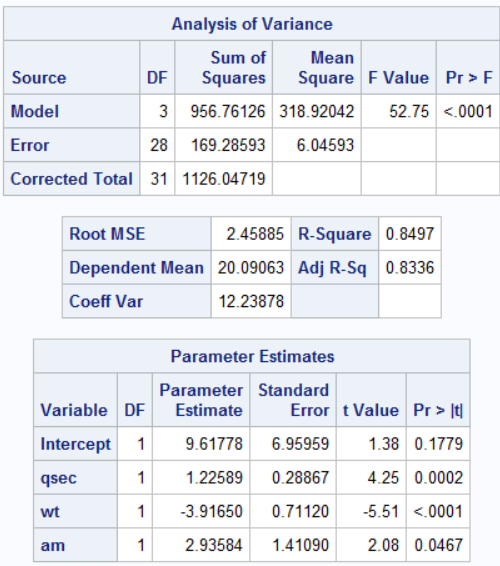 Analysis of Variance
Source DF Sum of Squares Mean Square F Value Pr > F
Model 3 956.76126 318.92042 52.75 <.0001
Error 28 169.28593 6.04593
Corrected Total 31 1126.04719
Root MSE 2.45885 R-Square 0.8497
Dependent Mean 20.09063 Adj R-Sq 0.8336
Coeff Var 12.23878
Parameter Estimates
Variable DF Parameter Estimate Standard Error t Value Pr > |t|
Intercept 1 9.61778 6.95959 1.38 0.1779
qsec 1 1.22589 0.28867 4.25 0.0002
wt 1 -3.91650 0.71120 -5.51 <.0001
am 1 2.93584 1.41090 2.08 0.0467